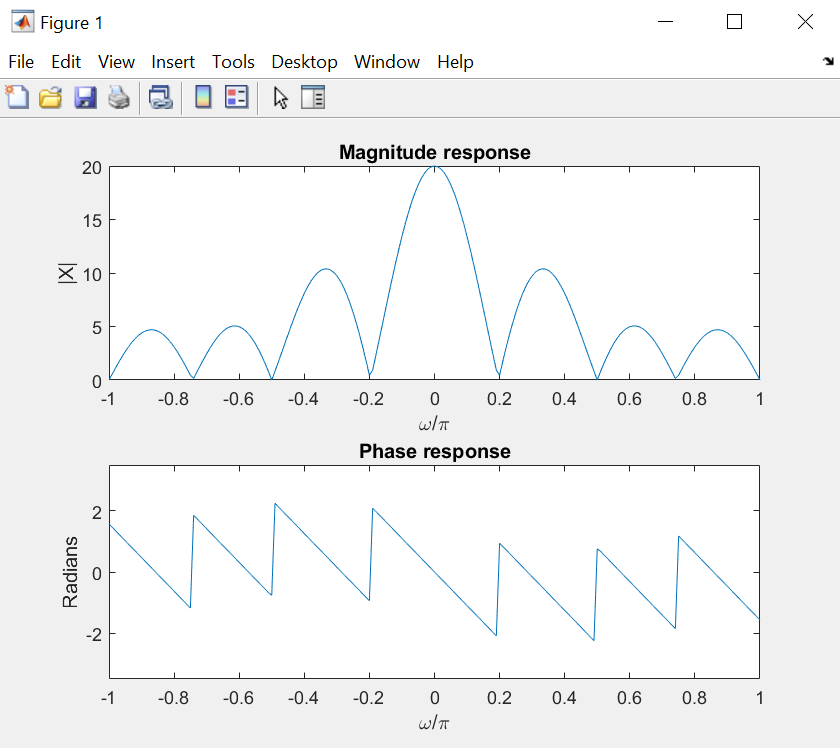 Figure 1
File Edit View Insert Tools Desktop Window Help
Magnitude response
20
15
10
5
0
|X|
-1 -0.8 -0.6 -0.4 -0.2 0 0.2 0.4 0.6 0.8 1
ω/π
Phase response
2
0
-2
Radians
-1 -0.8 -0.6 -0.4 -0.2 0 0.2 0.4 0.6 0.8 1
ω/π